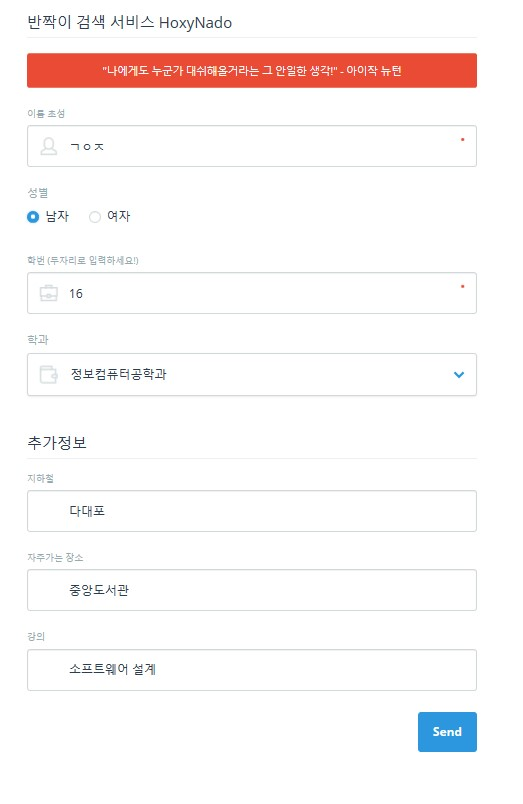 반짝이 검색 서비스 HoxyNado
"나에게도 누군가 대쉬해올거라는 그 안일한 생각!" - 아이작 뉴턴
이름 초성
ㄱㅇㅈ
성별
남자 여자
학번 (두자리로 입력하세요!)
16
학과
정보컴퓨터공학과
추가정보
지하철
다대포
자주가는 장소
중앙도서관
강의
소프트웨어 설계
Send